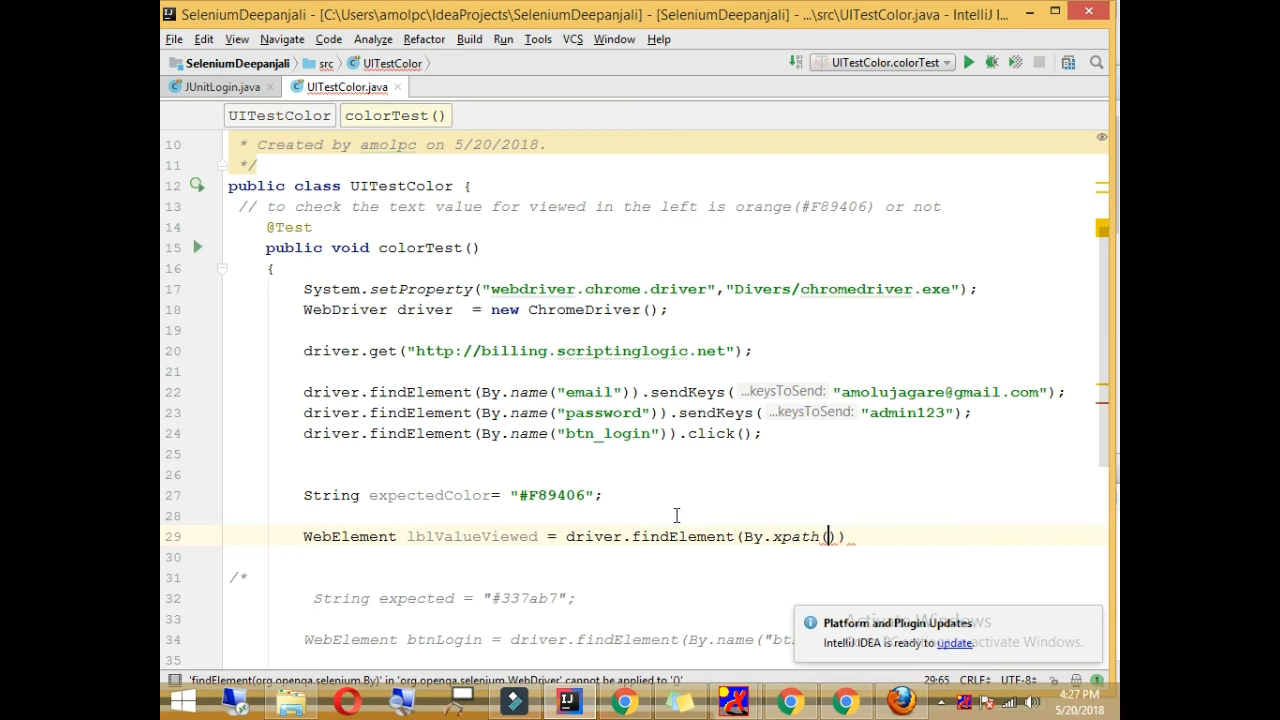 SeleniumDeepanjali - [C:\Users\amolpc\IdeaProjects\SeleniumDeepanjali] - [SeleniumDeepanjali] - ...\src\UITestColor.java - IntelliJ I...
File Edit View Navigate Code Analyze Refactor Build Run Tools VCS Window Help
SeleniumDeepanjali src UITestColor UITestColor.colorTest
JUnitLogin.java UITestColor.java
UITestColor colorTest()
10 * Created by amolpc on 5/20/2018.
11 */
12 public class UITestColor {
13 // to check the text value for viewed in the left is orange(#F89406) or not
14 @Test
15 public void colorTest()
16 {
17 System.setProperty("webdriver.chrome.driver","Divers/chromedriver.exe");
18 WebDriver driver = new ChromeDriver();
19
20 driver.get("http://billing.scriptinglogic.net");
21
22 driver.findElement(By.name("email")).sendKeys( ...keysToSend: "amolujagare@gmail.com");
23 driver.findElement(By.name("password")).sendKeys( ...keysToSend: "admin123");
24 driver.findElement(By.name("btn_login")).click();
25
26
27 String expectedColor= "#F89406";
28
29 WebElement lblValueViewed = driver.findElement(By.xpath())
30
31 /*
32 String expected = "#337ab7";
33
34 WebElement btnLogin = driver.findElement(By.name("bt
35
Activate Windows
Platform and Plugin Updates
IntelliJ IDEA is ready to update.
activate Windows.
'findElement(org.openqa.selenium.By)' in 'org.openqa.selenium.WebDriver' cannot be applied to '()' 29:65 CRLF÷ UTF-8÷ 1
4:27 PM
5/20/2018